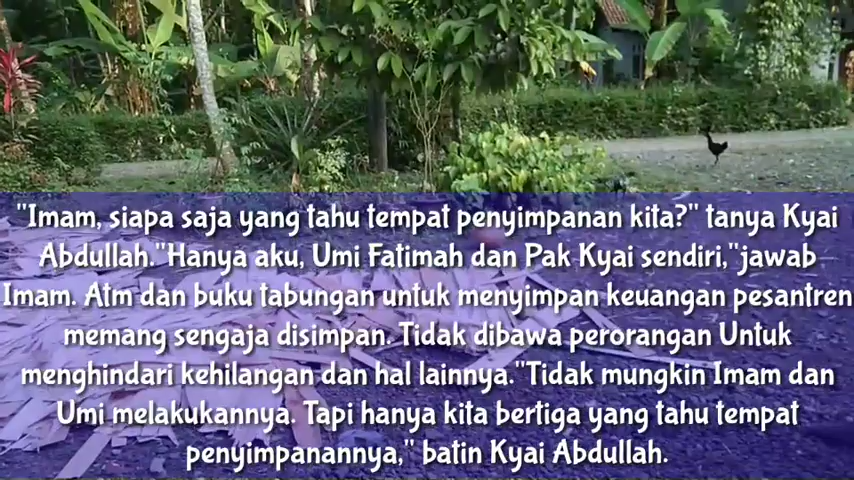 "Imam, siapa saja yang tahu tempat penyimpanan kita?" tanya Kyai
Abdullah."Hanya aku, Umi Fatimah dan Pak Kyai sendiri,"jawab
Imam. Atm dan buku tabungan untuk menyimpan keuangan pesantren
memang sengaja disimpan. Tidak dibawa perorangan Untuk
menghindari kehilangan dan hal lainnya."Tidak mungkin Imam dan
Umi melakukannya. Tapi hanya kita bertiga yang tahu tempat
penyimpanannya," batin Kyai Abdullah.